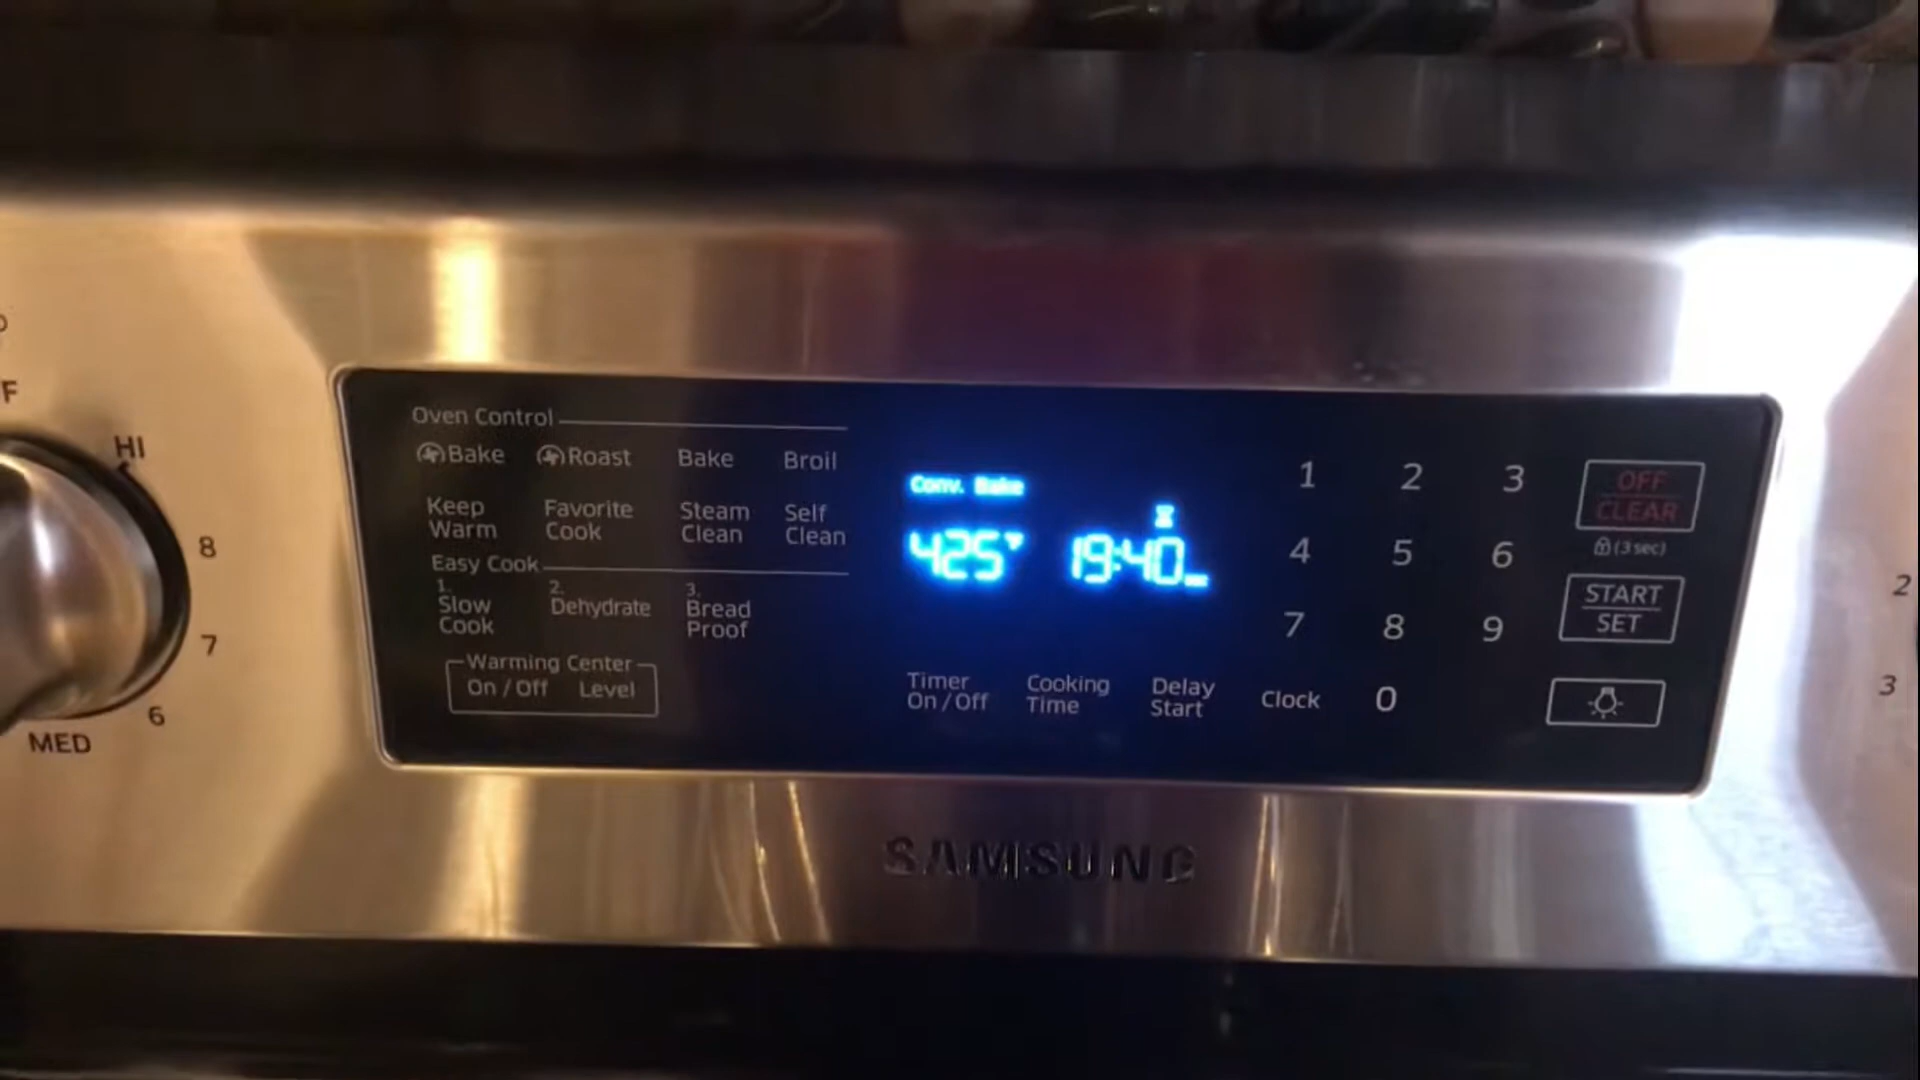 HI
8
7
6
MED
Oven Control
Bake Roast Bake Broil
Keep Warm
Favorite Cook
Steam Clean
Self Clean
Easy Cook
1. Slow Cook
2. Dehydrate
3. Bread Proof
Warming Center
On / Off Level
Conv. Bake
425°F 19:40
Timer On / Off
Cooking Time
Delay Start
Clock
1 2 3
4 5 6
7 8 9
0
OFF
CLEAR
(3 sec)
START
SET
SAMSUNG
2
3